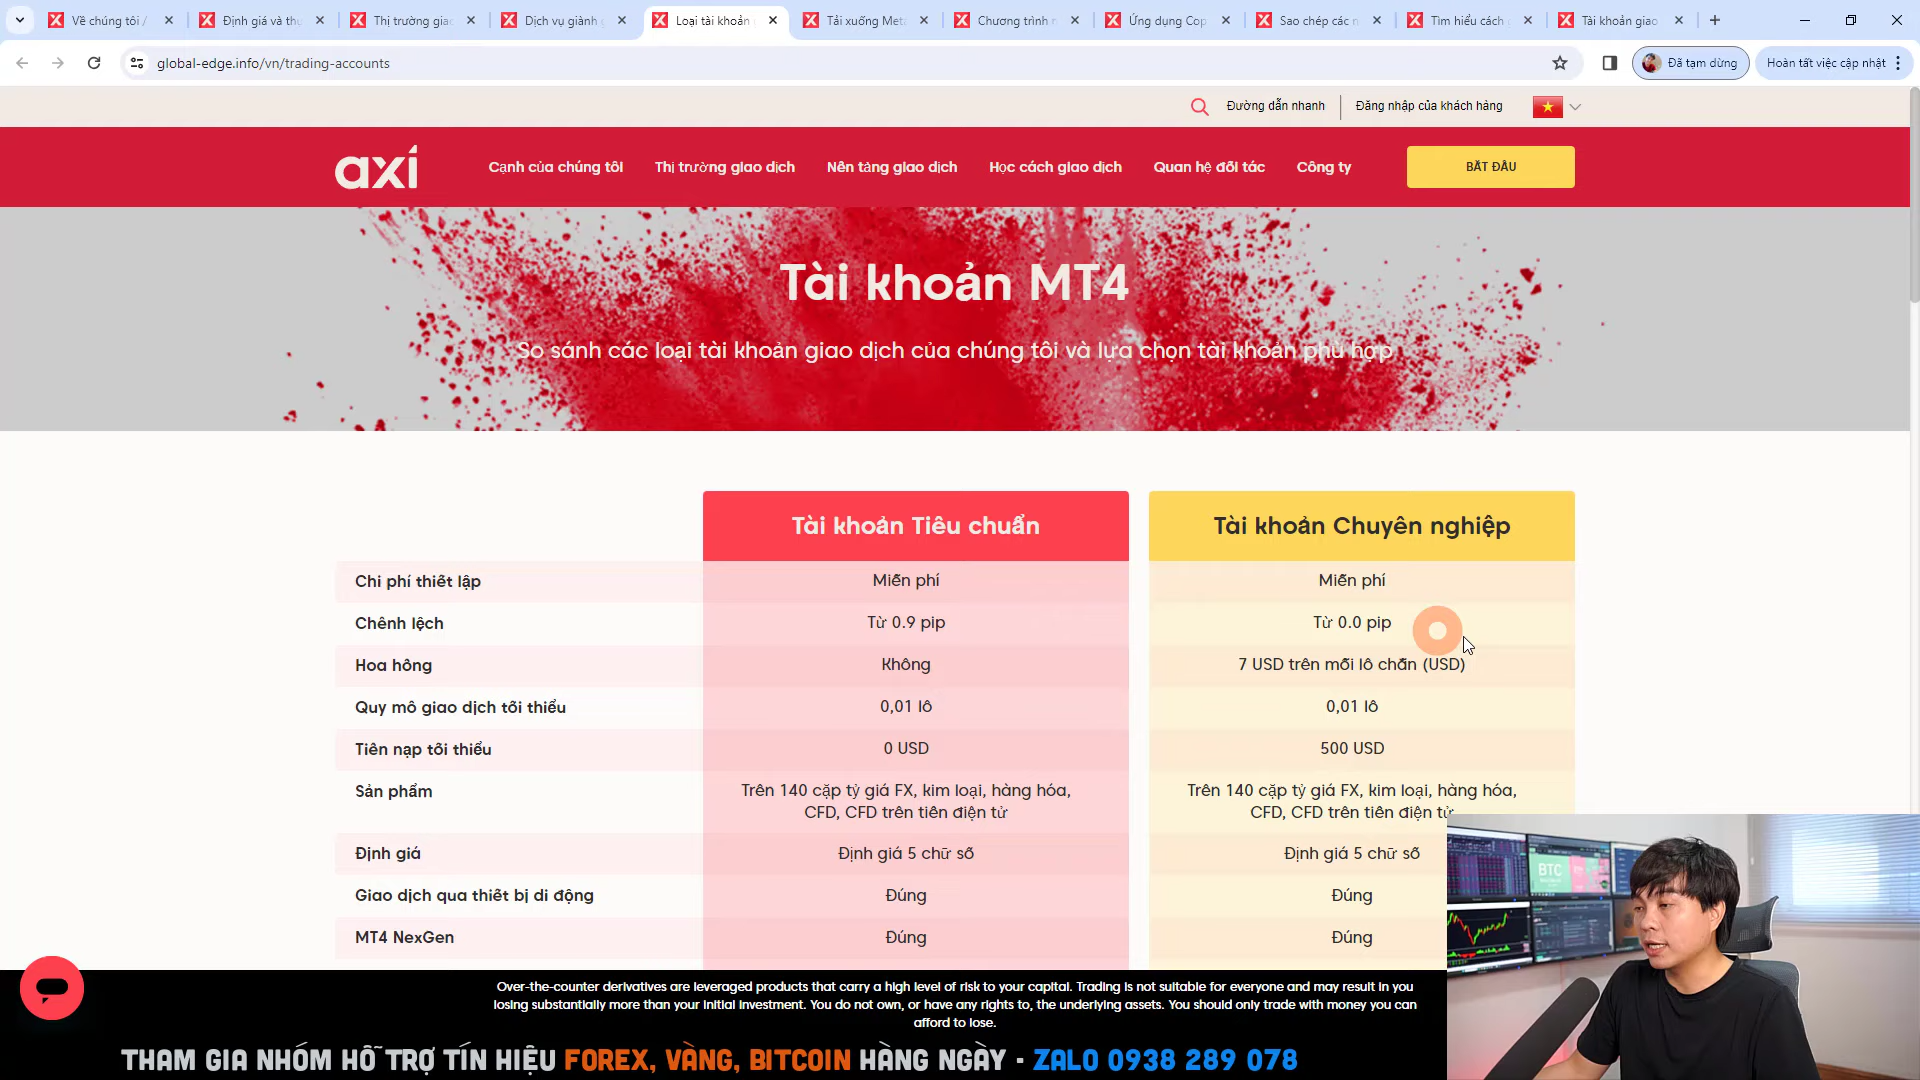 Về chúng tôi /
Định giá và thu
Thị trường giao
Dịch vụ giành
Loại tài khoản
Tải xuống Meta
Chương trình
Ứng dụng Cop
Sao chép các
Tìm hiểu cách
Tài khoản giao
global-edge.info/vn/trading-accounts
Đã tạm dừng
Hoàn tất việc cập nhật
Đường dẫn nhanh
Đăng nhập của khách hàng
axi
Cạnh của chúng tôi
Thị trường giao dịch
Nền tảng giao dịch
Học cách giao dịch
Quan hệ đối tác
Công ty
BẮT ĐẦU
Tài khoản MT4
So sánh các loại tài khoản giao dịch của chúng tôi và lựa chọn tài khoản phù hợp
Tài khoản Tiêu chuẩn
Tài khoản Chuyên nghiệp
Chi phí thiết lập
Miễn phí
Miễn phí
Chênh lệch
Từ 0.9 pip
Từ 0.0 pip
Hoa hồng
Không
7 USD trên mỗi lô chẵn (USD)
Quy mô giao dịch tối thiểu
0,01 lô
0,01 lô
Tiền nạp tối thiểu
0 USD
500 USD
Sản phẩm
Trên 140 cặp tỷ giá FX, kim loại, hàng hóa,
CFD, CFD trên tiền điện tử
Trên 140 cặp tỷ giá FX, kim loại, hàng hóa,
CFD, CFD trên tiền điện tử
Định giá
Định giá 5 chữ số
Định giá 5 chữ số
Giao dịch qua thiết bị di động
Đúng
Đúng
MT4 NexGen
Đúng
Đúng
BTC
Over-the-counter derivatives are leveraged products that carry a high level of risk to your capital. Trading is not suitable for everyone and may result in you
losing substantially more than your initial investment. You do not own, or have any rights to, the underlying assets. You should only trade with money you can
afford to lose.
THAM GIA NHÓM HỖ TRỢ TÍN HIỆU FOREX, VÀNG, BITCOIN HÀNG NGÀY - ZALO 0938 289 078